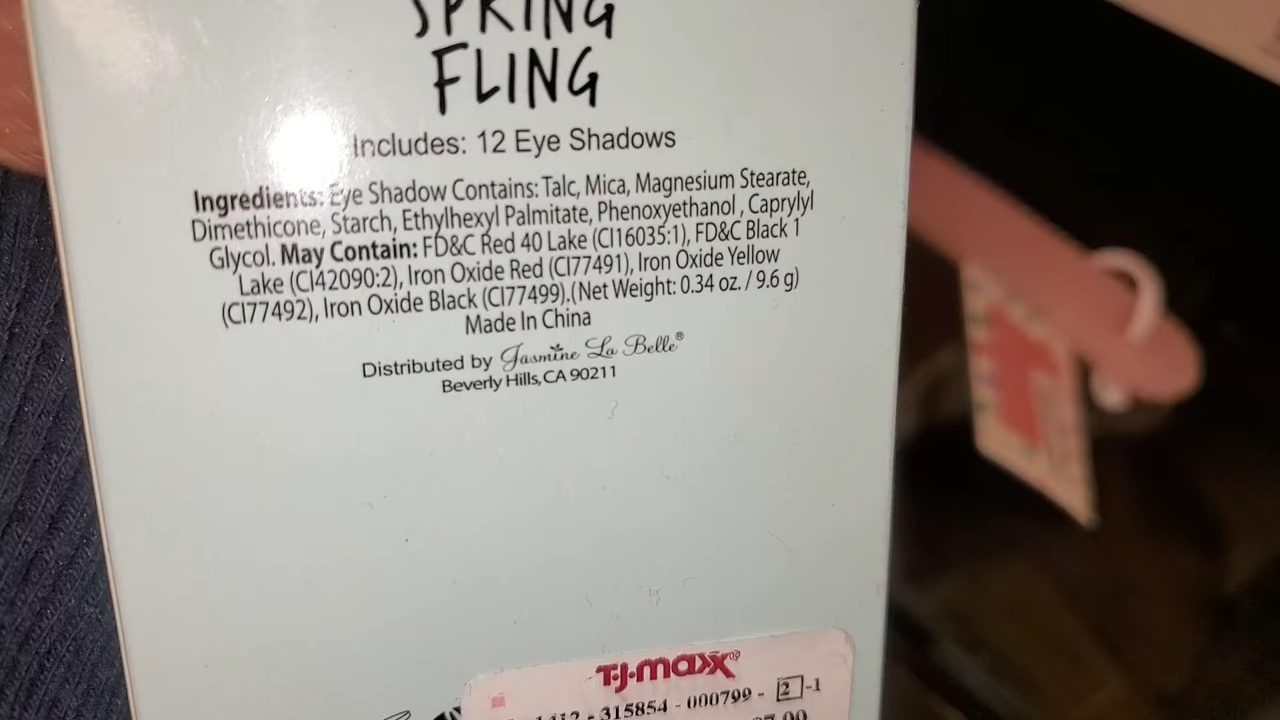 SPRING
FLING
Includes: 12 Eye Shadows
Ingredients: Eye Shadow Contains: Talc, Mica, Magnesium Stearate,
Dimethicone, Starch, Ethylhexyl Palmitate, Phenoxyethanol , Caprylyl
Glycol. May Contain: FD&C Red 40 Lake (CI16035:1), FD&C Black 1
Lake (CI42090:2), Iron Oxide Red (CI77491), Iron Oxide Yellow
(CI77492), Iron Oxide Black (CI77499).(Net Weight: 0.34 oz. / 9.6 g)
Made In China
Distributed by Jasmine La Belle®
Beverly Hills,CA 90211
T·J·maxx®
315854 - 000799 - 2 -1